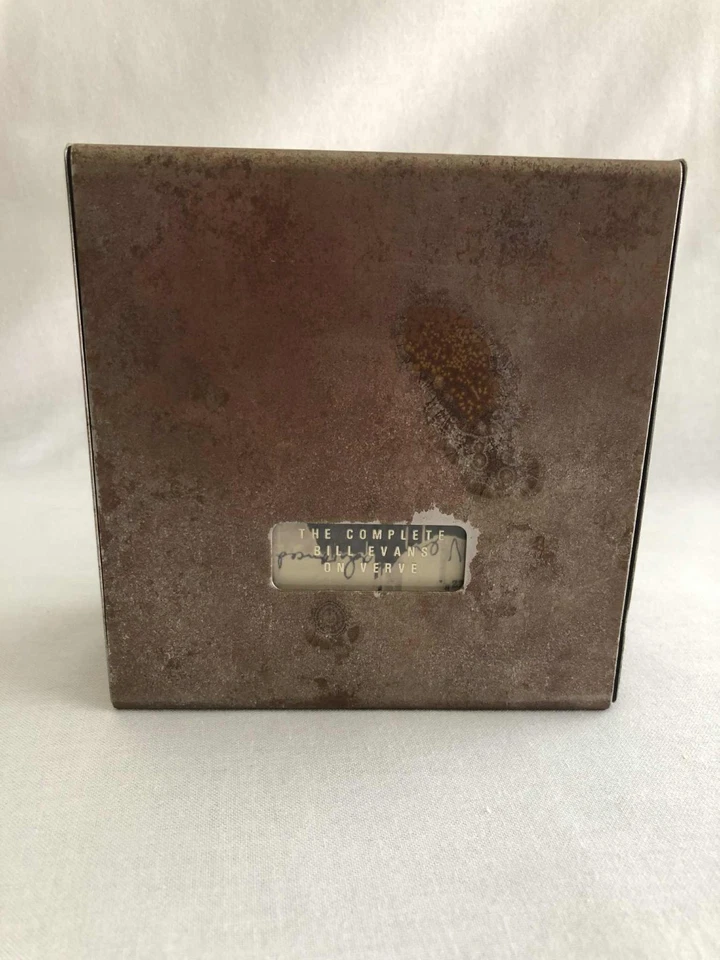 THE COMPLETE
BILL EVANS
ON VERVE